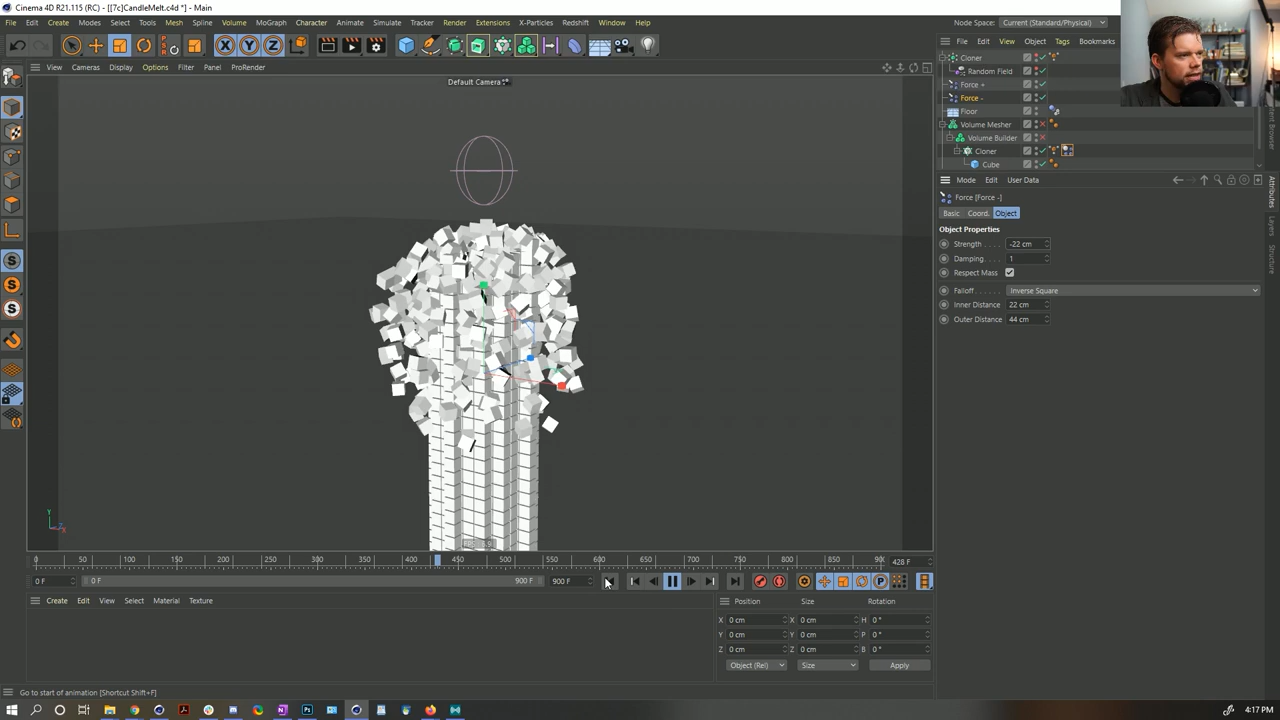 Cinema 4D R21.115 (RC) - [[7c]CandleMelt.c4d *] - Main
File Edit Create Modes Select Tools Mesh Spline Volume MoGraph Character Animate Simulate Tracker Render Extensions X-Particles Redshift Window Help
Node Space: Current (Standard/Physical)
File Edit View Object Tags Bookmarks
View Cameras Display Options Filter Panel ProRender
Default Camera
Cloner
Random Field
Force +
Force -
Floor
Volume Mesher
Volume Builder
Cloner
Cube
Mode Edit User Data
Force [Force -]
Basic Coord. Object
Object Properties
Strength -22 cm
Damping 1
Respect Mass
Falloff Inverse Square
Inner Distance 22 cm
Outer Distance 44 cm
Attributes
Layers
Structure
Y
0 50 100 150 200 250 300 350 400 450 500 550 600 650 700 750 800 850 900 428 F
0 F 0 F 900 F 900 F
Create Edit View Select Material Texture
Position Size Rotation
X 0 cm X 0 cm H 0 °
Y 0 cm Y 0 cm P 0 °
Z 0 cm Z 0 cm B 0 °
Object (Rel) Size Apply
Go to start of animation [Shortcut Shift+F]
4:17 PM